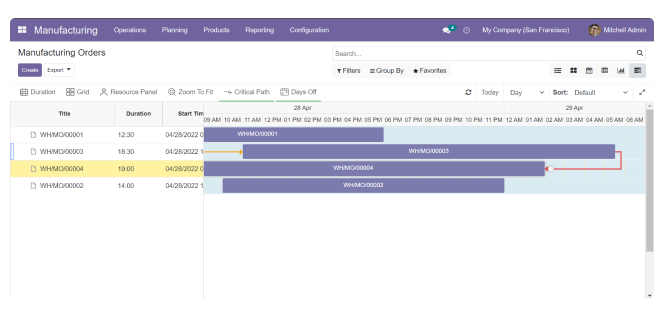 Manufacturing Operations Planning Products Reporting Configuration 4 My Company (San Francisco) Mitchell Admin
Manufacturing Orders Search...
Create Export Filters Group By Favorites
Duration Grid Resource Panel Zoom To Fit Critical Path Days Off Today Day Sort: Default
28 Apr 29 Apr
Title Duration Start Tim
09 AM 10 AM 11 AM 12 PM 01 PM 02 PM 03 PM 04 PM 05 PM 06 PM 07 PM 08 PM 09 PM 10 PM 11 PM 12 AM 01 AM 02 AM 03 AM 04 AM 05 AM 06 AM
WH/MO/00001 12:30 04/28/2022 0 WH/MO/00001
WH/MO/00003 18:30 04/28/2022 1 WH/MO/00003
WH/MO/00004 19:00 04/28/2022 0 WH/MO/00004
WH/MO/00002 14:00 04/28/2022 1 WH/MO/00002